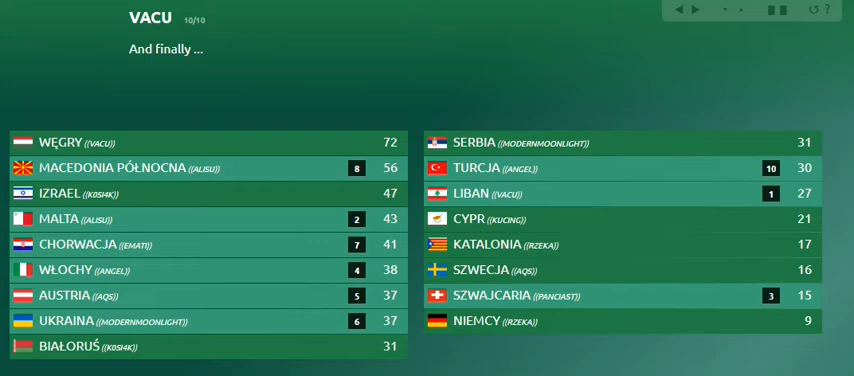 VACU 10/10
And finally ...
WĘGRY ((VACU)) 72
MACEDONIA PÓŁNOCNA ((ALISU)) 8 56
IZRAEL ((K0SI4K)) 47
MALTA ((ALISU)) 2 43
CHORWACJA ((EMATI)) 7 41
WŁOCHY ((ANGEL)) 4 38
AUSTRIA ((AQS)) 5 37
UKRAINA ((MODERNMOONLIGHT)) 6 37
BIAŁORUŚ ((K0SI4K)) 31
SERBIA ((MODERNMOONLIGHT)) 31
TURCJA ((ANGEL)) 10 30
LIBAN ((VACU)) 1 27
CYPR ((KUCING)) 21
KATALONIA ((RZEKA)) 17
SZWECJA ((AQS)) 16
SZWAJCARIA ((PANCIAST)) 3 15
NIEMCY ((RZEKA)) 9